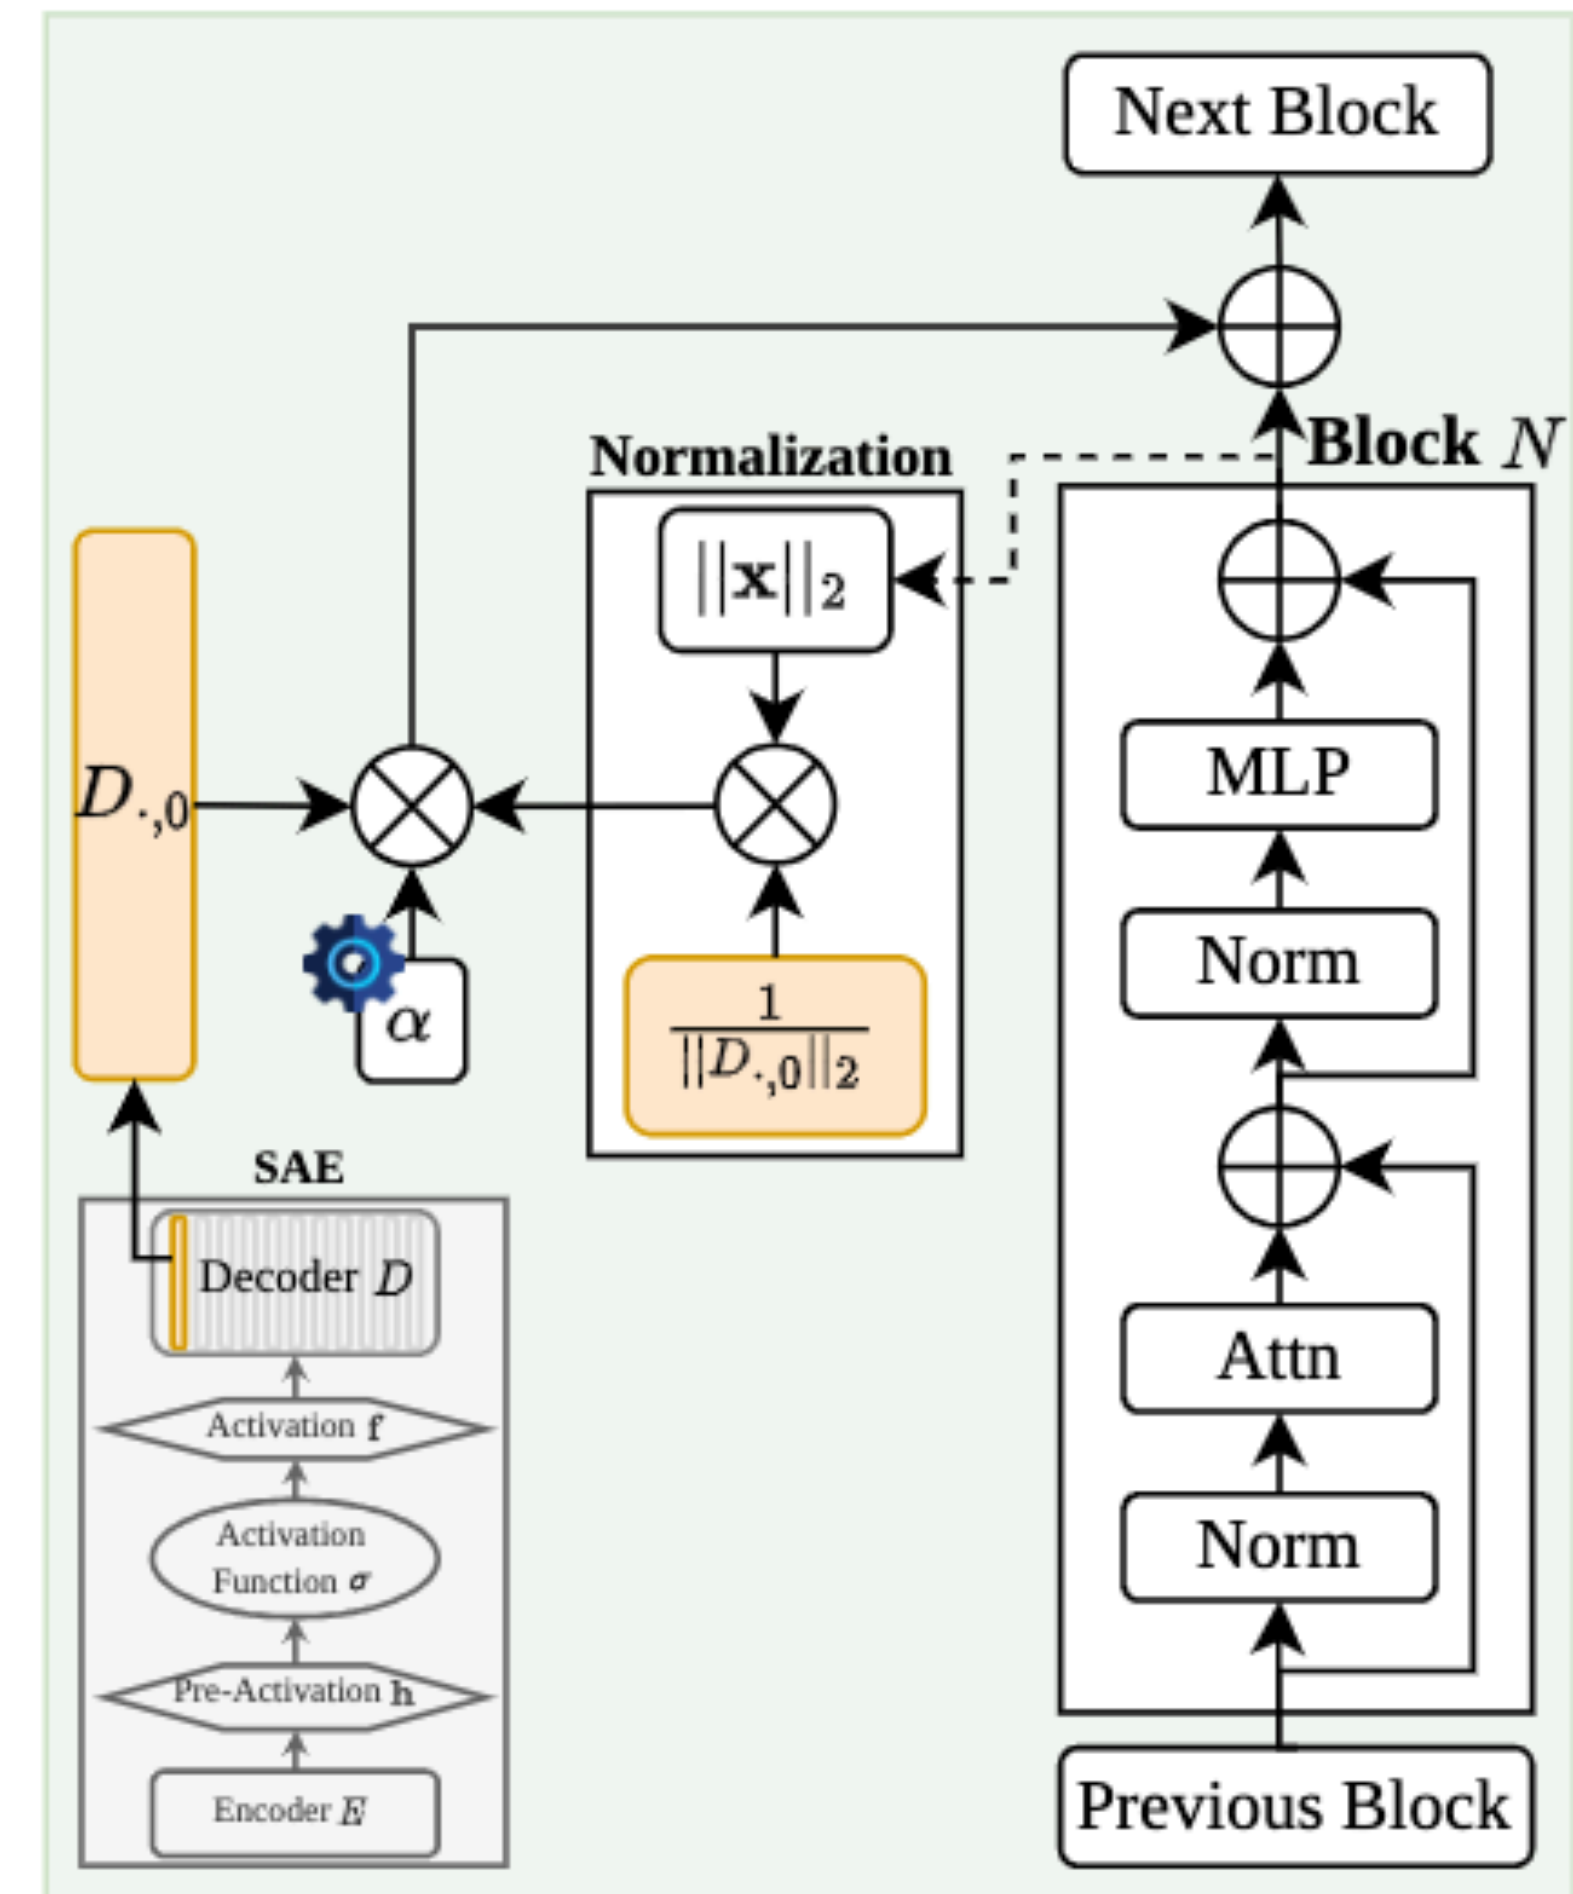 Next Block
Block N
Normalization
||x||₂
D.,₀
MLP
Norm
α
1
||D.,₀||₂
SAE
Decoder D
Attn
Activation f
Activation
Function σ
Norm
Pre-Activation h
Encoder E
Previous Block